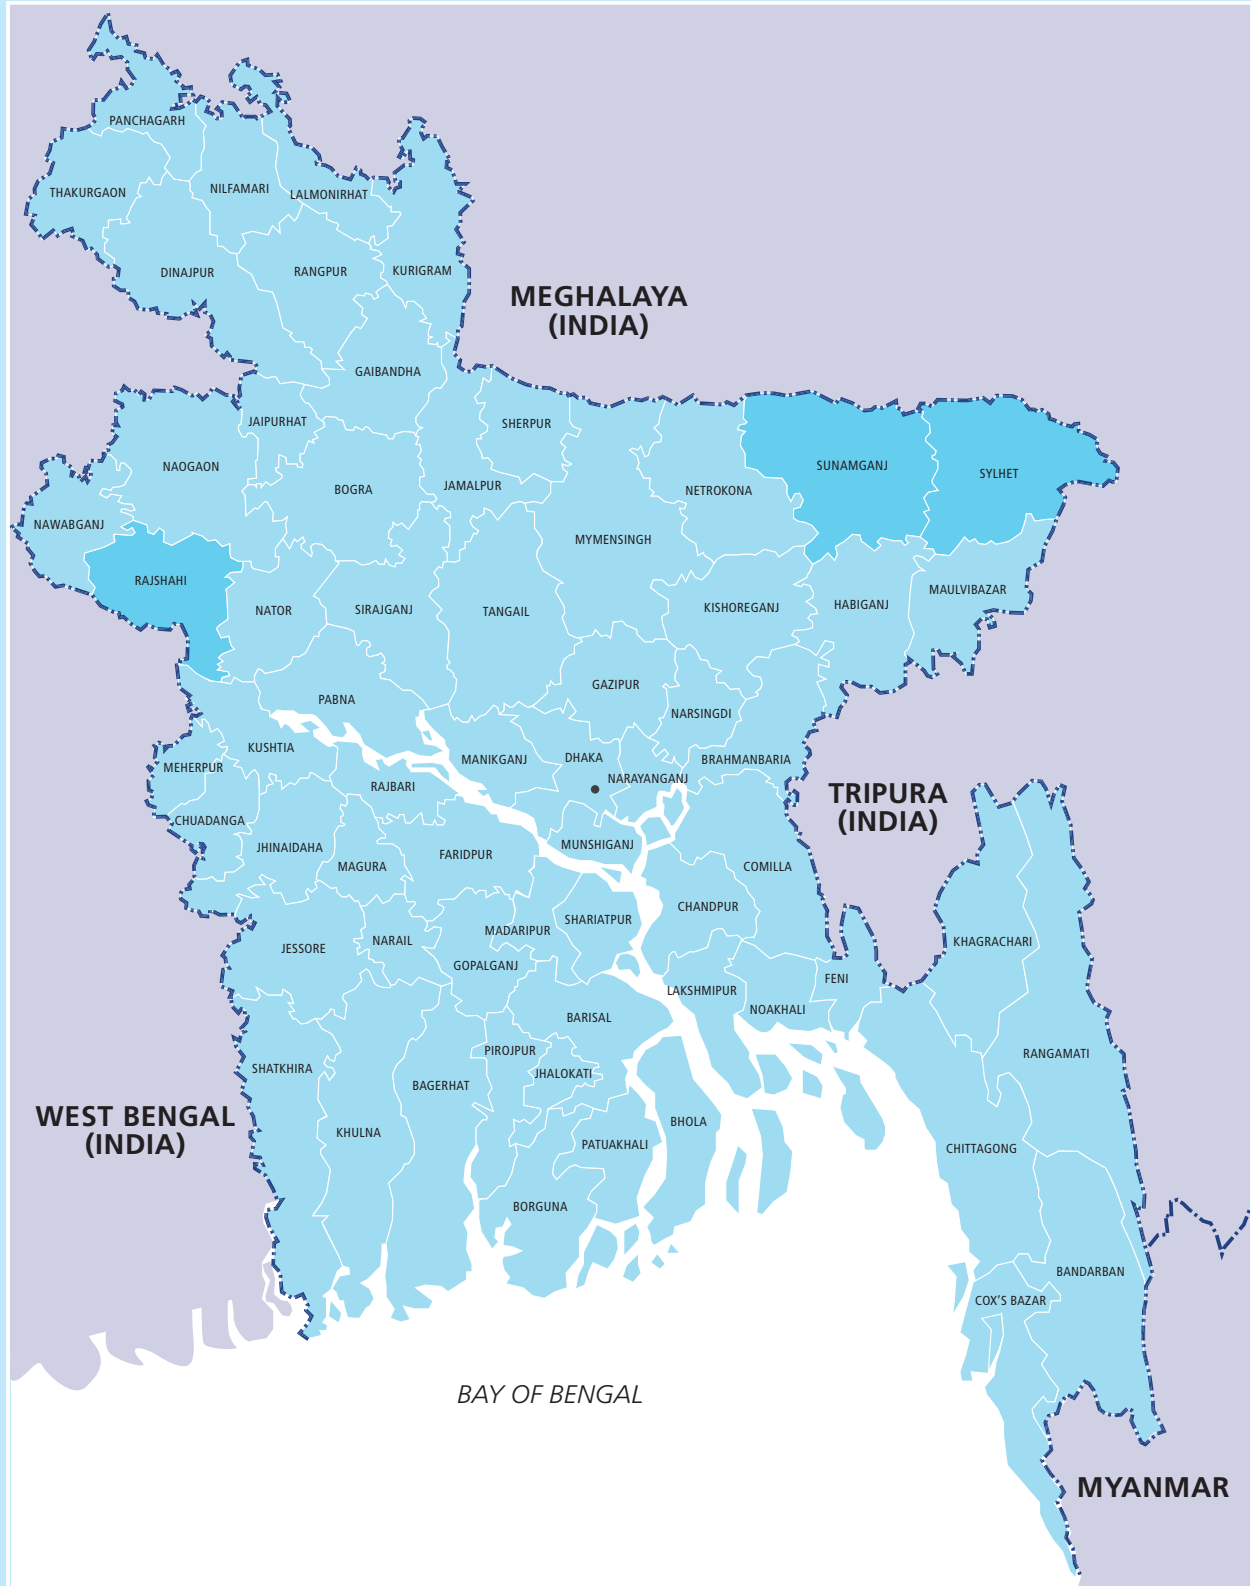 PANCHAGARH
THAKURGAON
NILFAMARI
LALMONIRHAT
DINAJPUR
RANGPUR
KURIGRAM
MEGHALAYA
(INDIA)
GAIBANDHA
JAIPURHAT
SHERPUR
NAOGAON
BOGRA
JAMALPUR
NETROKONA
SUNAMGANJ
SYLHET
NAWABGANJ
MYMENSINGH
RAJSHAHI
NATOR
SIRAJGANJ
TANGAIL
KISHOREGANJ
HABIGANJ
MAULVIBAZAR
PABNA
GAZIPUR
NARSINGDI
KUSHTIA
MEHERPUR
MANIKGANJ
DHAKA
NARAYANGANJ
BRAHMANBARIA
RAJBARI
TRIPURA
(INDIA)
CHUADANGA
JHINAIDAHA
MAGURA
FARIDPUR
MUNSHIGANJ
COMILLA
CHANDPUR
SHARIATPUR
MADARIPUR
NARAIL
JESSORE
GOPALGANJ
KHAGRACHARI
FENI
LAKSHMIPUR
NOAKHALI
BARISAL
PIROJPUR
JHALOKATI
SHATKHIRA
BAGERHAT
RANGAMATI
WEST BENGAL
(INDIA)
KHULNA
BHOLA
PATUAKHALI
CHITTAGONG
BORGUNA
BANDARBAN
COX'S BAZAR
BAY OF BENGAL
MYANMAR